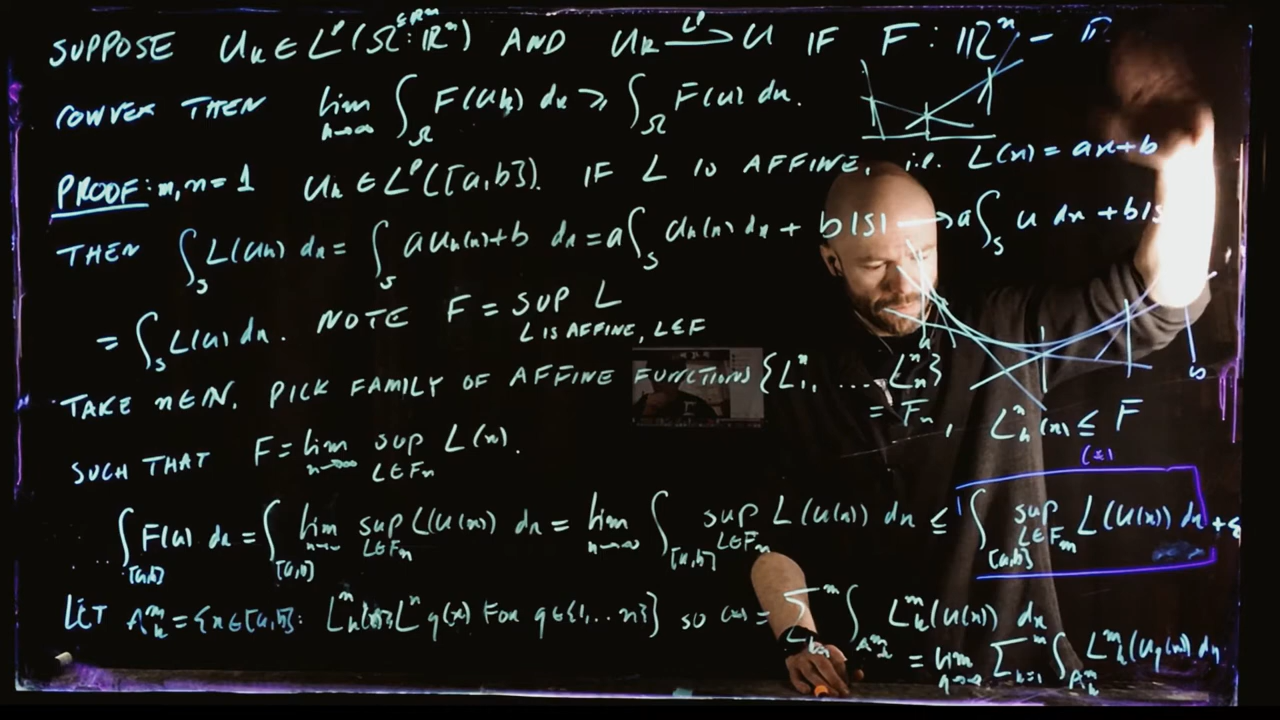 SUPPOSE u_k ∈ L^p(Ω^{⊆ℝ^m}: ℝ^n) AND u_k —L^p⇀ u IF F: ℝ^n –
CONVEX THEN lim_{k→∞} ∫_Ω F(u_k) dx ≥ ∫_Ω F(u) dx.
PROOF: m,n=1 u_k ∈ L^p([a,b]). IF L IS AFFINE, i.e. L(x) = ax+b
THEN ∫_S L(u_k) dx = ∫_S a u_k(x)+b dx = a∫_S u_k(x) dx + b|S| → a∫_S u dx + b|S
= ∫_S L(u) dx. NOTE F = sup L
L IS AFFINE, L≤F
a
b
TAKE n∈ℕ. PICK FAMILY OF AFFINE FUNCTIONS {L^n_1, .... L^n_n}
= F_n, L^n_k(x) ≤ F
SUCH THAT F = lim_{n→∞} sup_{L∈F_n} L(x).
∫_{[a,b]} F(u) dx = ∫_{[a,b]} lim_{n→∞} sup_{L∈F_n} L(u(x)) dx = lim_{n→∞} ∫_{[a,b]} sup_{L∈F_n} L(u(x)) dx ≤ ∫_{[a,b]} sup_{L∈F_m} L(u(x)) dx + ε
LET A^m_k = {x∈[a,b]: L^m_k(x)≥L^n_q(x) FOR q∈{1,...n}} SO (*) = Σ^m ∫_{A^m_k} L^m_k(u(x)) dx
= lim_{q→∞} Σ^m_{k=1} ∫_{A^m_k} L^m_k(u_q(x)) dx